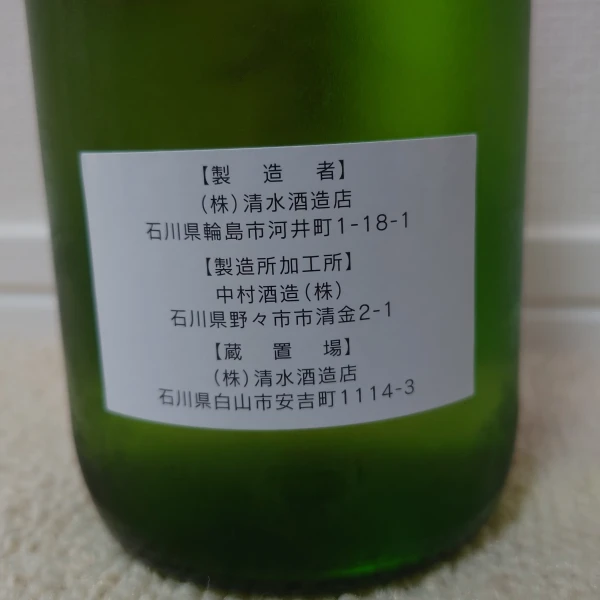 【製　造　者】
(株)清水酒造店
石川県輪島市河井町1-18-1
【製造所加工所】
中村酒造(株)
石川県野々市市清金2-1
【蔵　置　場】
(株)清水酒造店
石川県白山市安吉町1114-3